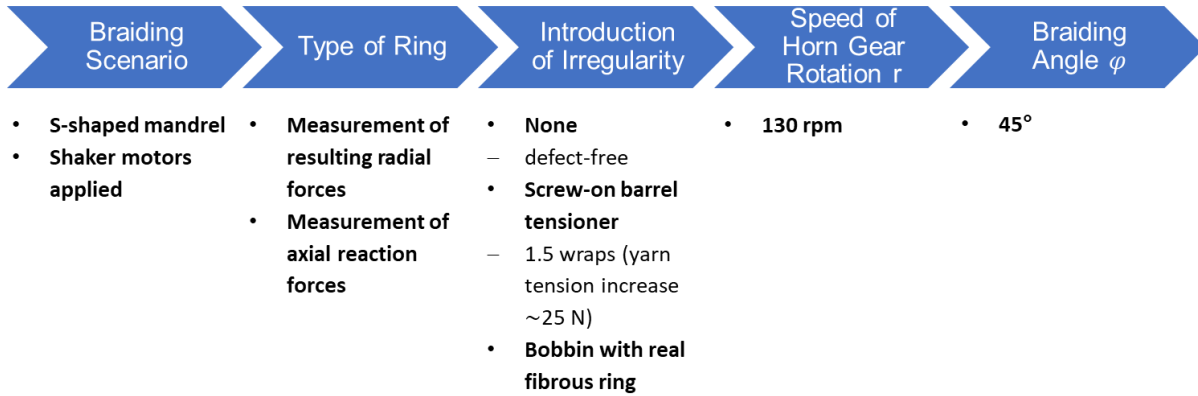 Braiding
Scenario
Type of Ring
Introduction
of Irregularity
Speed of
Horn Gear
Rotation r
Braiding
Angle φ
• S-shaped mandrel
• Shaker motors
applied
• Measurement of
resulting radial
forces
• Measurement of
axial reaction
forces
• None
– defect-free
• Screw-on barrel
tensioner
– 1.5 wraps (yarn
tension increase
~25 N)
• Bobbin with real
fibrous ring
• 130 rpm
• 45°